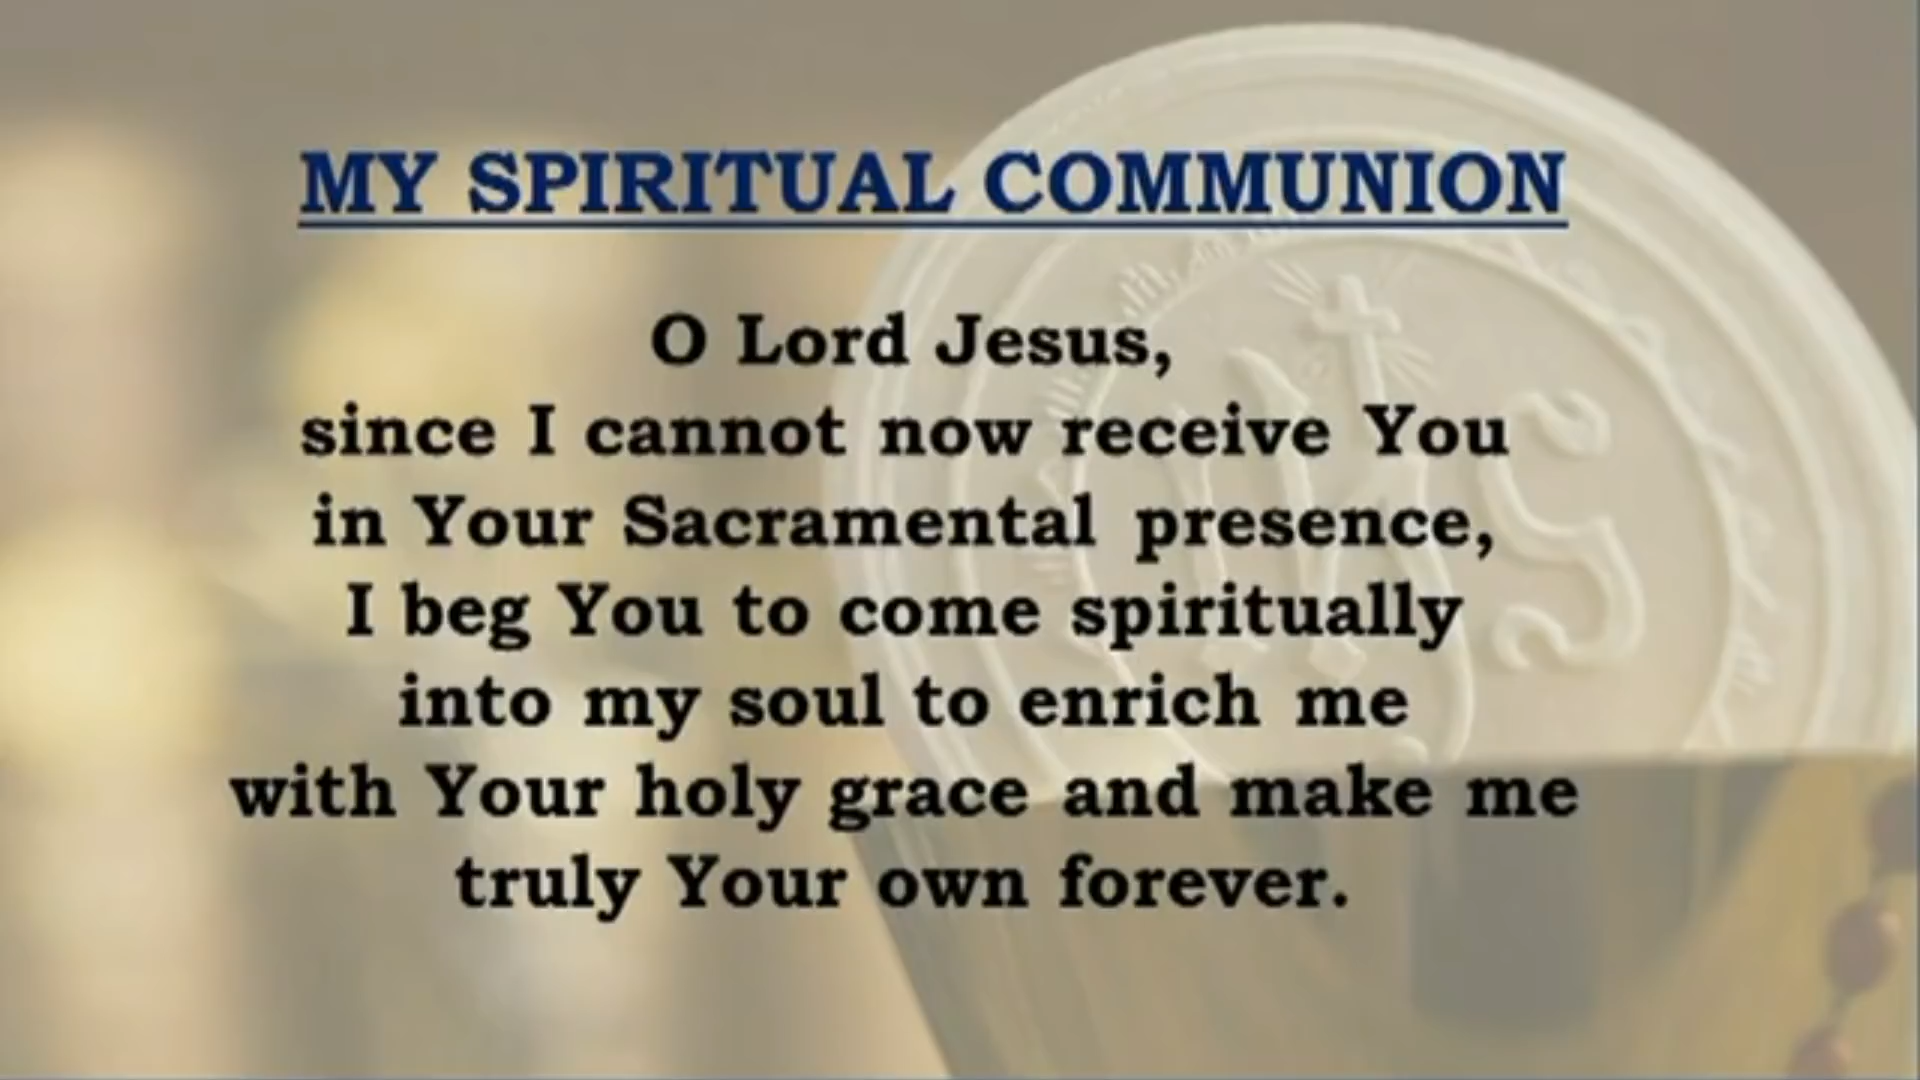 MY SPIRITUAL COMMUNION
O Lord Jesus,
since I cannot now receive You
in Your Sacramental presence,
I beg You to come spiritually
into my soul to enrich me
with Your holy grace and make me
truly Your own forever.